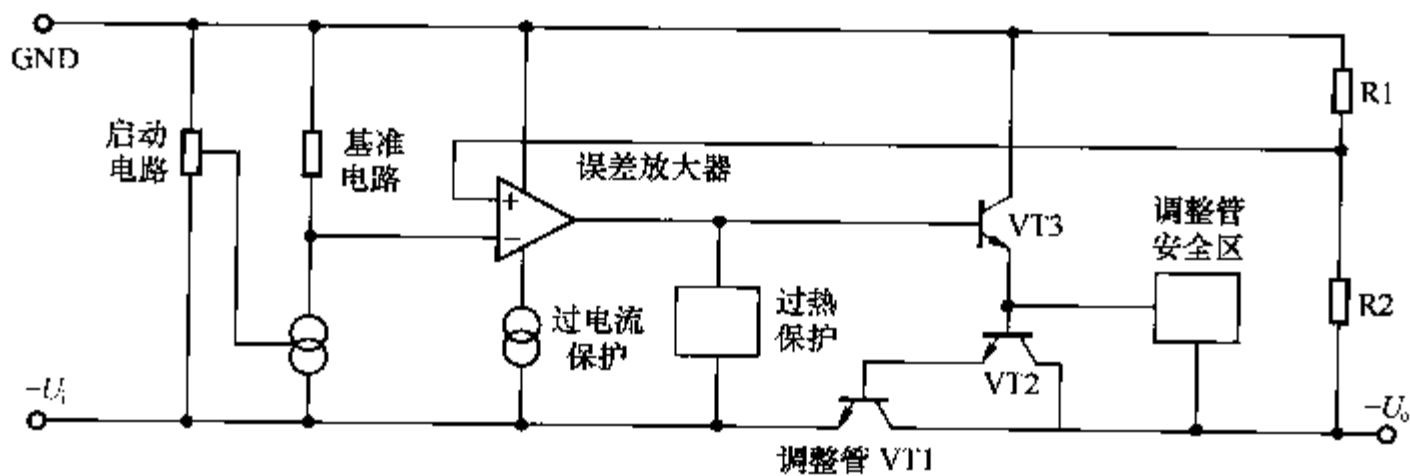 GND
启动
电路
基准
电路
误差放大器
+
−
VT3
调整管
安全区
R1
R2
过电流
保护
过热
保护
VT2
−Ui
−Uo
调整管 VT1